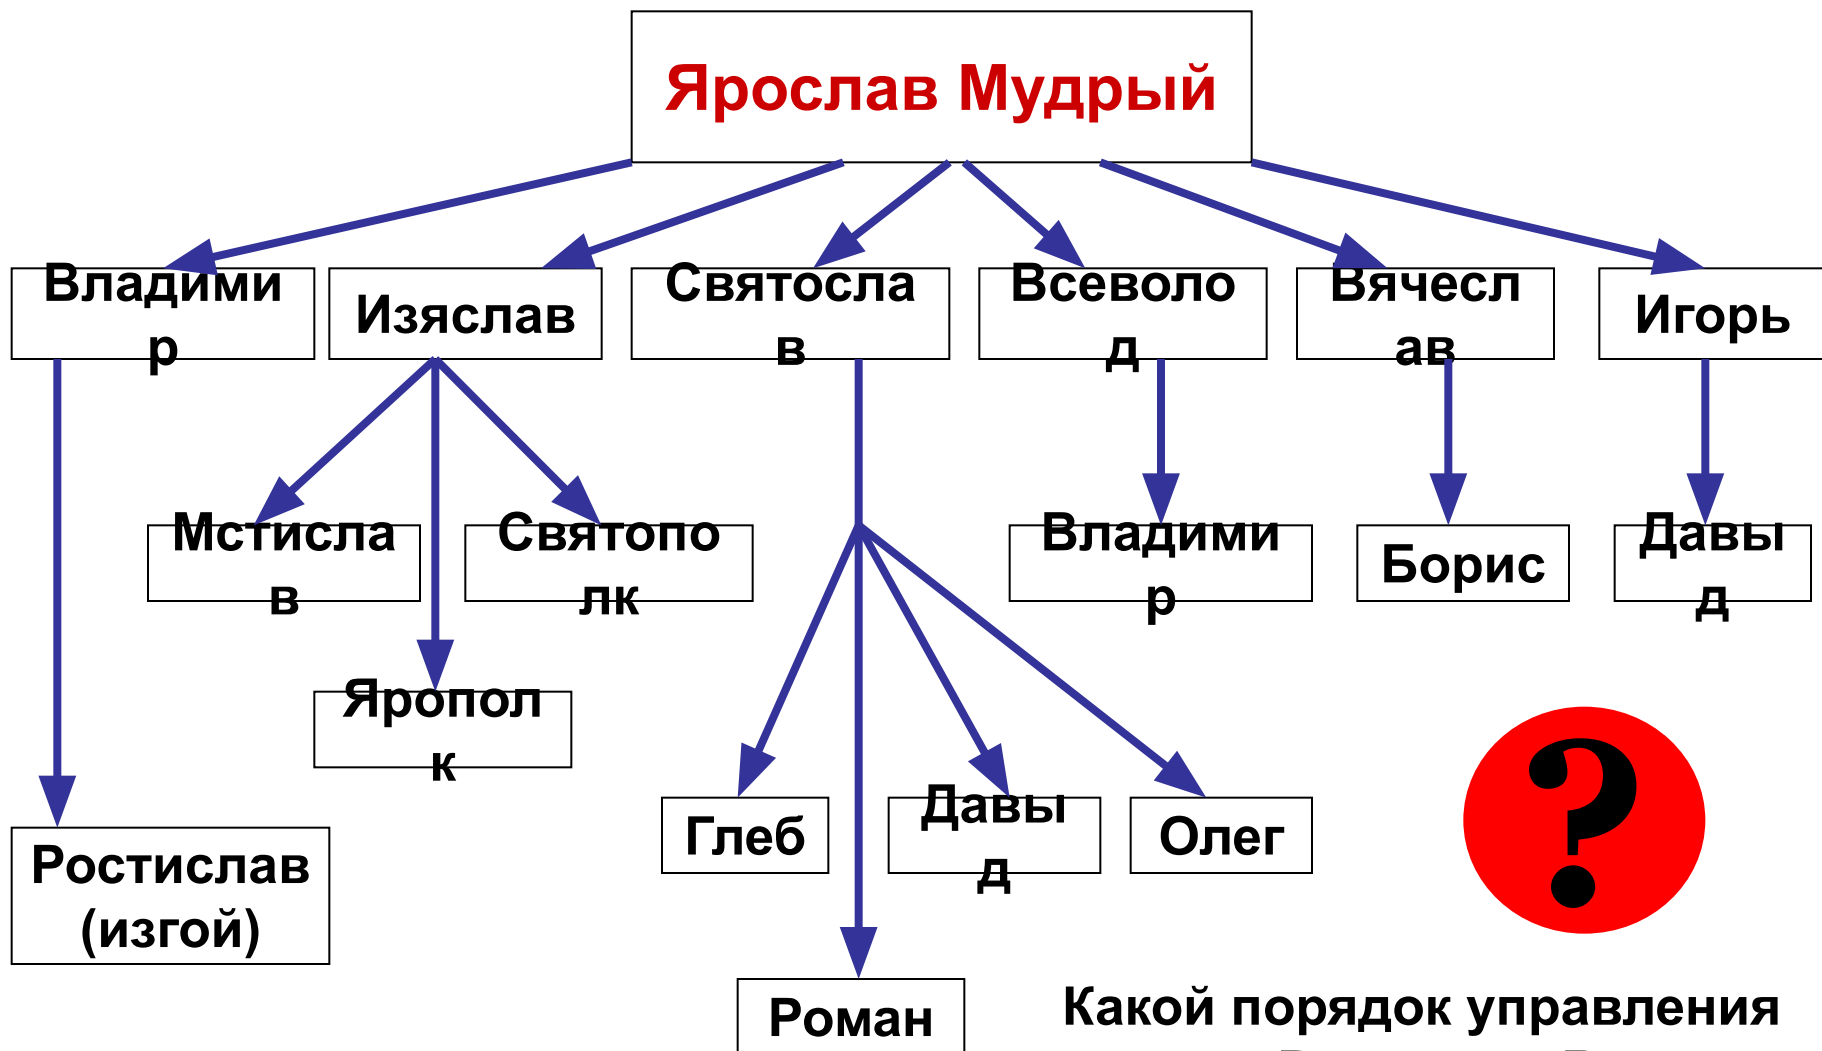 Ярослав Мудрый
Владими
р
Изяслав
Святосла
в
Всеволо
д
Вячесл
ав
Игорь
Мстисла
в
Святопо
лк
Владими
р
Борис
Давы
д
Яропол
к
Глеб
Давы
д
Олег
?
Ростислав
(изгой)
Роман
Какой порядок управления